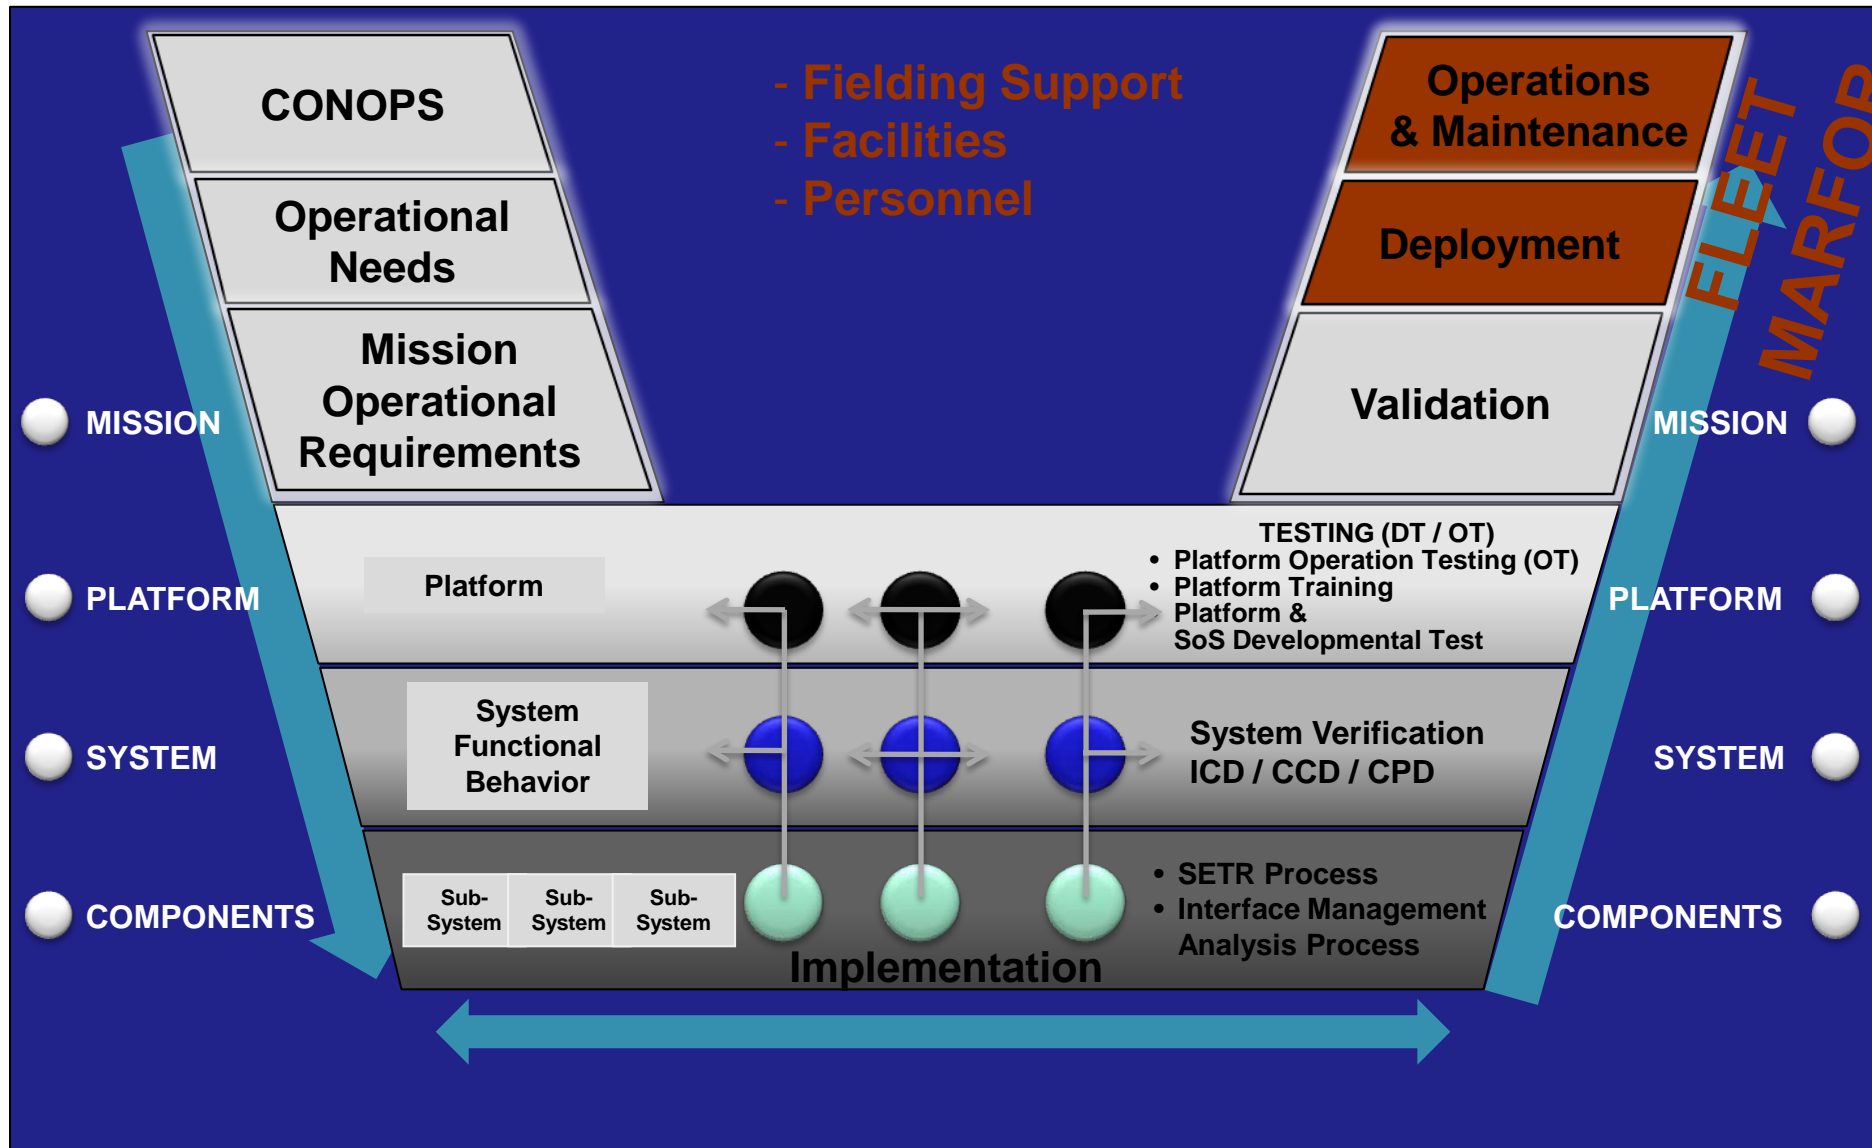 CONOPS
Operational
Needs
Mission
Operational
Requirements
- Fielding Support
- Facilities
- Personnel
Operations
& Maintenance
Deployment
Validation
FLEET
MARFOR
MISSION
PLATFORM
SYSTEM
COMPONENTS
MISSION
PLATFORM
SYSTEM
COMPONENTS
Platform
TESTING (DT / OT)
• Platform Operation Testing (OT)
• Platform Training
• Platform &
SoS Developmental Test
System
Functional
Behavior
System Verification
ICD / CCD / CPD
Sub-
System
Sub-
System
Sub-
System
• SETR Process
• Interface Management
Analysis Process
Implementation